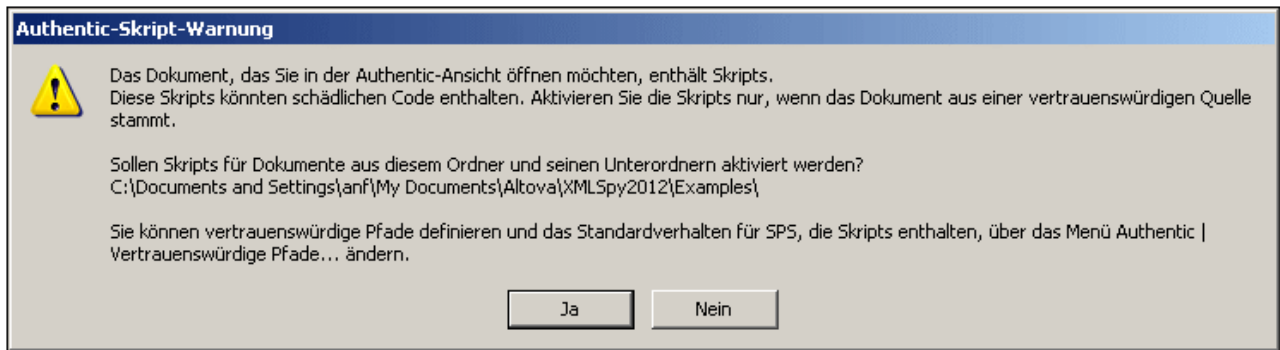 Authentic-Skript-Warnung
Das Dokument, das Sie in der Authentic-Ansicht öffnen möchten, enthält Skripts.
Diese Skripts könnten schädlichen Code enthalten. Aktivieren Sie die Skripts nur, wenn das Dokument aus einer vertrauenswürdigen Quelle
stammt.
Sollen Skripts für Dokumente aus diesem Ordner und seinen Unterordnern aktiviert werden?
C:\Documents and Settings\anf\My Documents\Altova\XMLSpy2012\Examples\
Sie können vertrauenswürdige Pfade definieren und das Standardverhalten für SPS, die Skripts enthalten, über das Menü Authentic |
Vertrauenswürdige Pfade... ändern.
Ja Nein